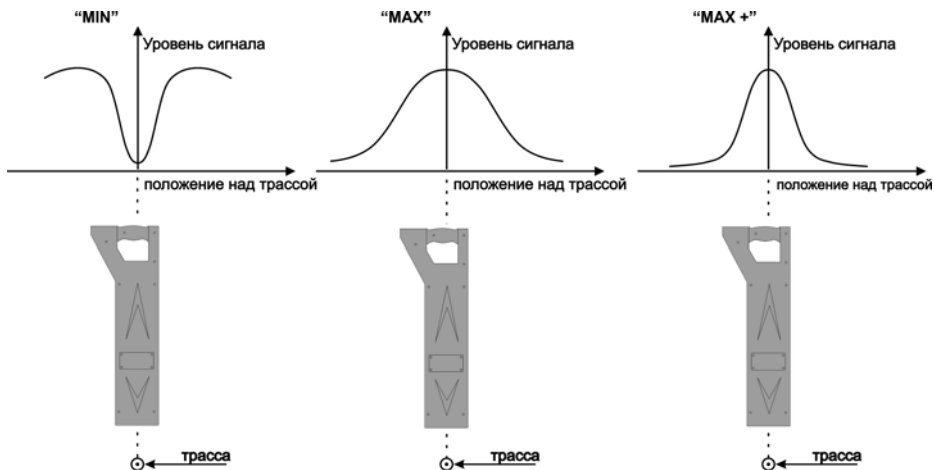 “MIN”
“MAX”
“MAX +”
Уровень сигнала
Уровень сигнала
Уровень сигнала
положение над трассой
положение над трассой
положение над трассой
трасса
трасса
трасса